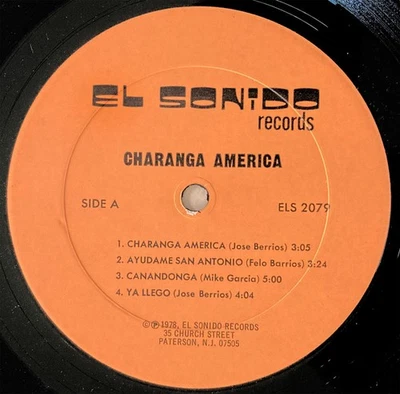 EL SONIDO
records
CHARANGA AMERICA
SIDE A
ELS 2079
1. CHARANGA AMERICA (Jose Berrios) 3:05
2. AYUDAME SAN ANTONIO (Felo Barrios) 3:24
3. CANANDONGA (Mike Garcia) 5:00
4. YA LLEGO (Jose Berrios) 4:04
©℗ 1978, EL SONIDO RECORDS
35 CHURCH STREET
PATERSON, N.J. 07505